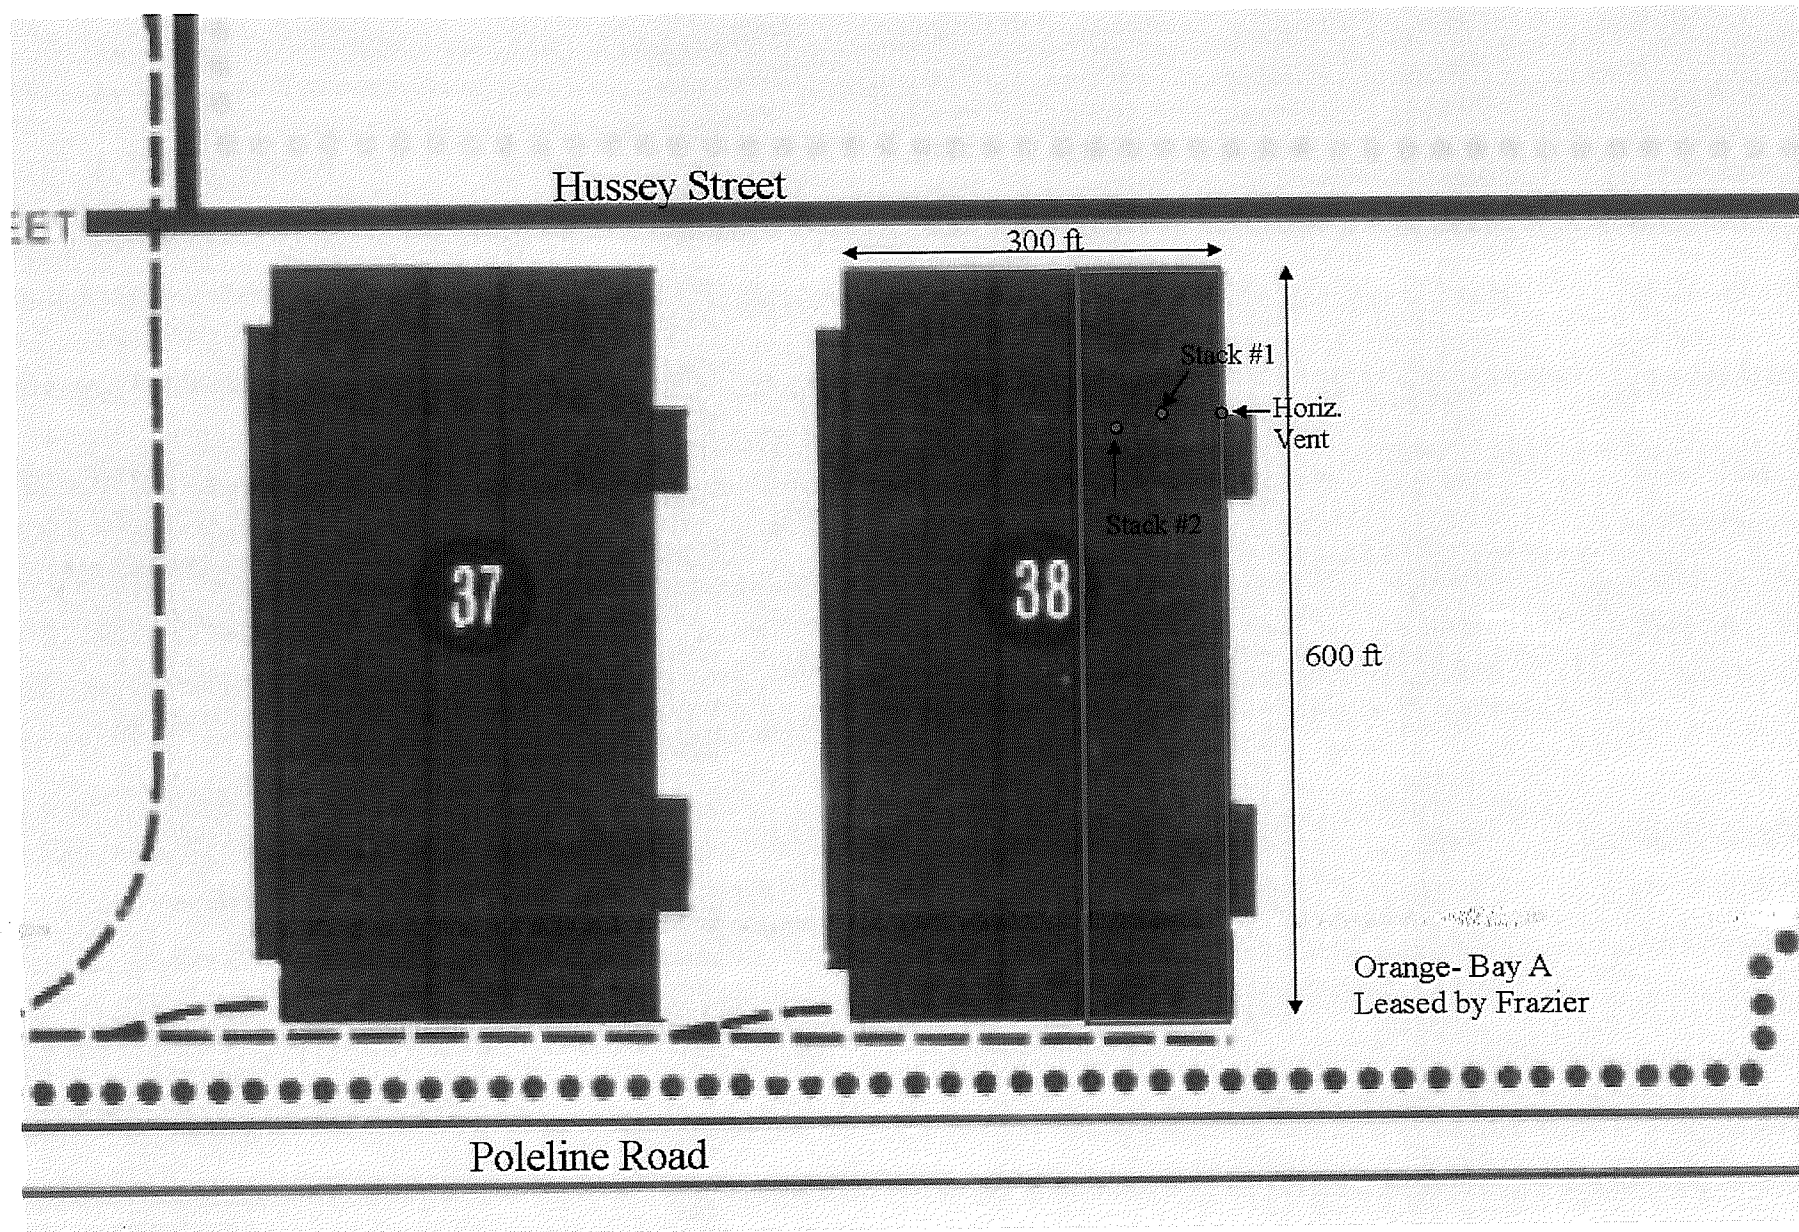 Hussey Street
EET
300 ft
Stack #1
Horiz.
Vent
Stack #2
37
38
600 ft
Orange- Bay A
Leased by Frazier
Poleline Road